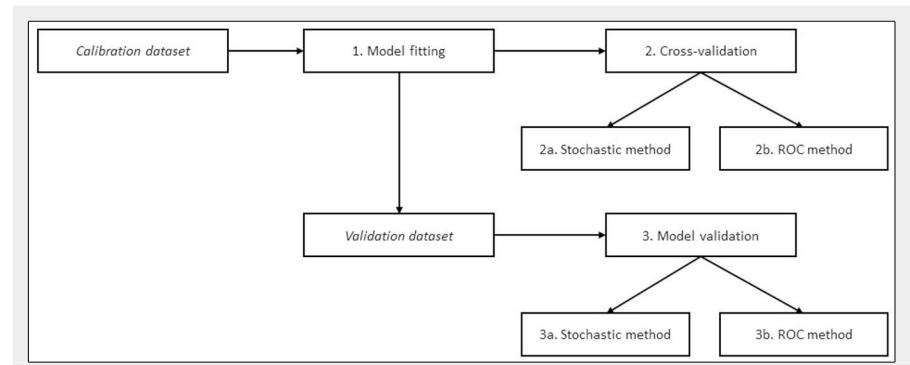 Calibration dataset
1. Model fitting
2. Cross-validation
2a. Stochastic method
2b. ROC method
Validation dataset
3. Model validation
3a. Stochastic method
3b. ROC method